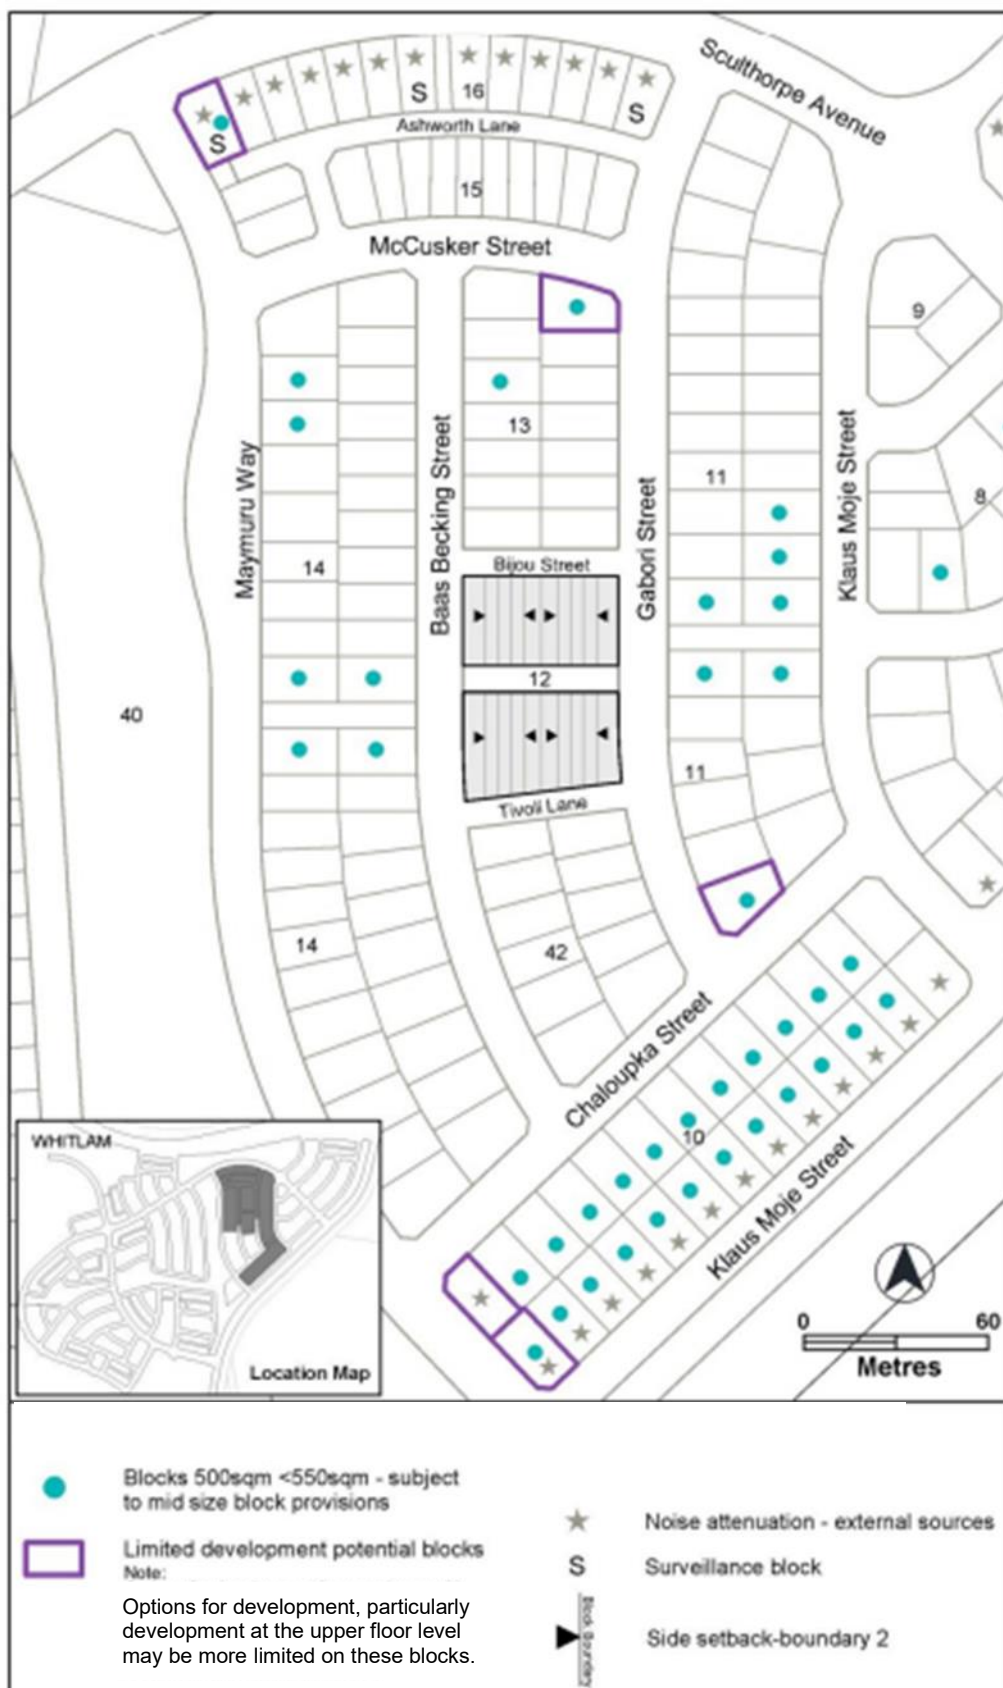 Sculthorpe Avenue
S
16
S
S
Ashworth Lane
15
McCusker Street
9
13
11
8
Maymuru Way
Baas Becking Street
Gabori Street
Klaus Moje Street
14
Bijou Street
12
40
11
Tivoli Lane
14
42
Chaloupka Street
10
Klaus Moje Street
WHITLAM
Location Map
0 60
Metres
Blocks 500sqm <550sqm - subject
to mid size block provisions
Limited development potential blocks
Note:
Options for development, particularly
development at the upper floor level
may be more limited on these blocks.
Noise attenuation - external sources
S Surveillance block
Block Boundary
Side setback-boundary 2